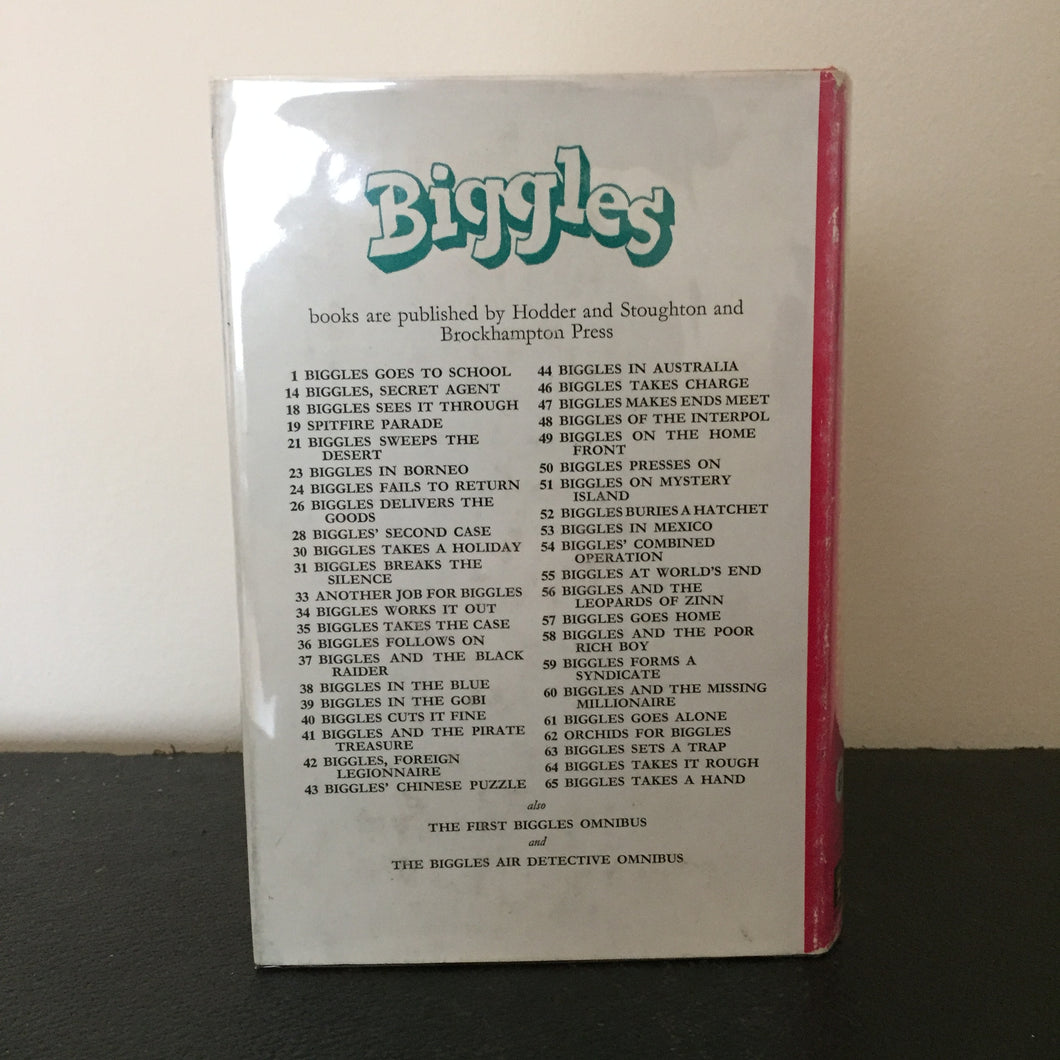 Biggles
books are published by Hodder and Stoughton and
Brockhampton Press
1 BIGGLES GOES TO SCHOOL
14 BIGGLES, SECRET AGENT
18 BIGGLES SEES IT THROUGH
19 SPITFIRE PARADE
21 BIGGLES SWEEPS THE
DESERT
23 BIGGLES IN BORNEO
24 BIGGLES FAILS TO RETURN
26 BIGGLES DELIVERS THE
GOODS
28 BIGGLES' SECOND CASE
30 BIGGLES TAKES A HOLIDAY
31 BIGGLES BREAKS THE
SILENCE
33 ANOTHER JOB FOR BIGGLES
34 BIGGLES WORKS IT OUT
35 BIGGLES TAKES THE CASE
36 BIGGLES FOLLOWS ON
37 BIGGLES AND THE BLACK
RAIDER
38 BIGGLES IN THE BLUE
39 BIGGLES IN THE GOBI
40 BIGGLES CUTS IT FINE
41 BIGGLES AND THE PIRATE
TREASURE
42 BIGGLES, FOREIGN
LEGIONNAIRE
43 BIGGLES' CHINESE PUZZLE
44 BIGGLES IN AUSTRALIA
46 BIGGLES TAKES CHARGE
47 BIGGLES MAKES ENDS MEET
48 BIGGLES OF THE INTERPOL
49 BIGGLES ON THE HOME
FRONT
50 BIGGLES PRESSES ON
51 BIGGLES ON MYSTERY
ISLAND
52 BIGGLES BURIES A HATCHET
53 BIGGLES IN MEXICO
54 BIGGLES' COMBINED
OPERATION
55 BIGGLES AT WORLD'S END
56 BIGGLES AND THE
LEOPARDS OF ZINN
57 BIGGLES GOES HOME
58 BIGGLES AND THE POOR
RICH BOY
59 BIGGLES FORMS A
SYNDICATE
60 BIGGLES AND THE MISSING
MILLIONAIRE
61 BIGGLES GOES ALONE
62 ORCHIDS FOR BIGGLES
63 BIGGLES SETS A TRAP
64 BIGGLES TAKES IT ROUGH
65 BIGGLES TAKES A HAND
also
THE FIRST BIGGLES OMNIBUS
and
THE BIGGLES AIR DETECTIVE OMNIBUS